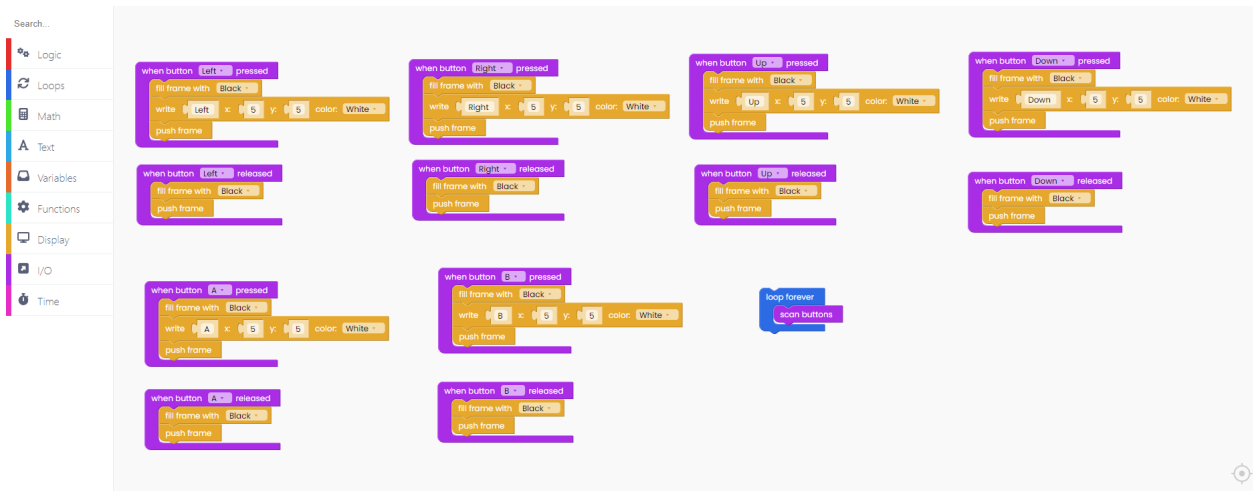 Search...
Logic
Loops
Math
Text
Variables
Functions
Display
I/O
Time
when button Left pressed
fill frame with Black
write Left x: 5 y: 5 color: White
push frame
when button Right pressed
fill frame with Black
write Right x: 5 y: 5 color: White
push frame
when button Up pressed
fill frame with Black
write Up x: 5 y: 5 color: White
push frame
when button Down pressed
fill frame with Black
write Down x: 5 y: 5 color: White
push frame
when button Left released
fill frame with Black
push frame
when button Right released
fill frame with Black
push frame
when button Up released
fill frame with Black
push frame
when button Down released
fill frame with Black
push frame
when button A pressed
fill frame with Black
write A x: 5 y: 5 color: White
push frame
when button B pressed
fill frame with Black
write B x: 5 y: 5 color: White
push frame
loop forever
scan buttons
when button A released
fill frame with Black
push frame
when button B released
fill frame with Black
push frame